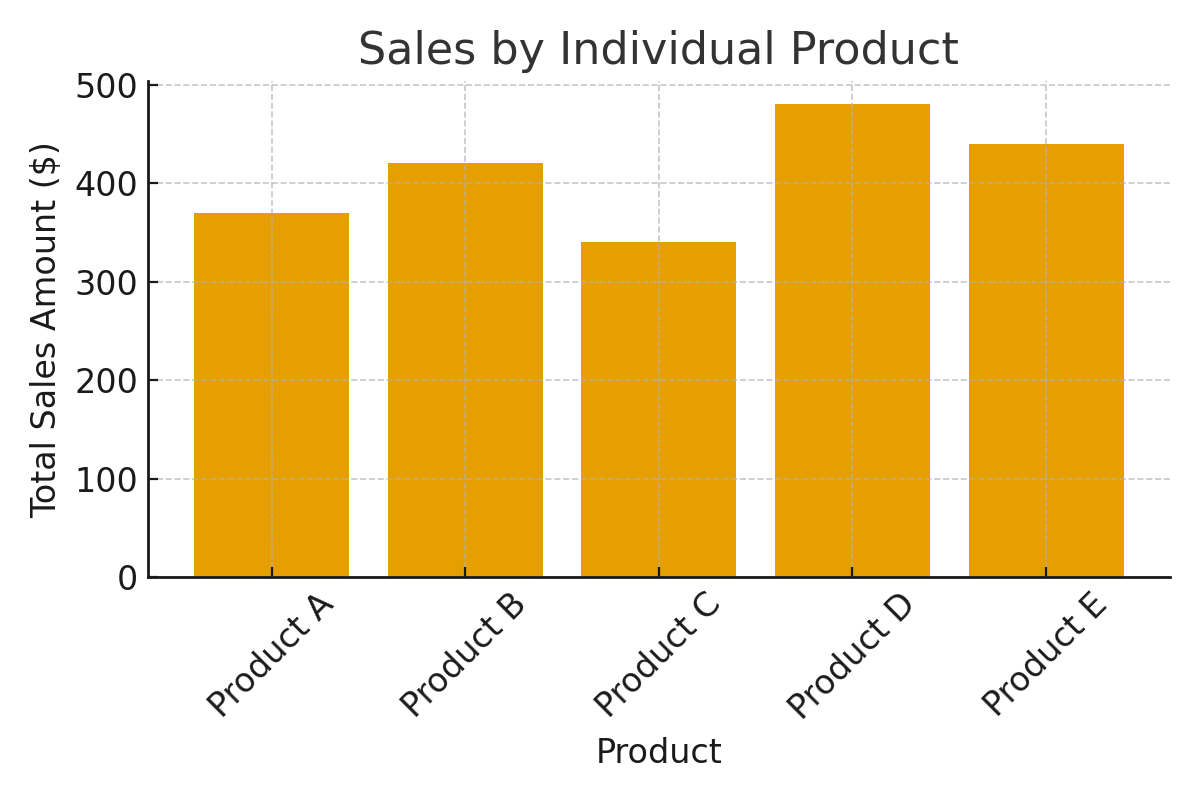 Sales by Individual Product
Total Sales Amount ($)
500
400
300
200
100
0
Product A
Product B
Product C
Product D
Product E
Product